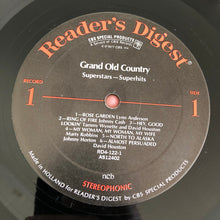 Reader's Digest®
CBS SPECIAL PRODUCTS
Grand Old Country
Superstars—Superhits
RECORD
1
SIDE
1
1—ROSE GARDEN Lynn Anderson
2—RING OF FIRE Johnny Cash 3—HEY, GOOD
LOOKIN' Tammy Wynette and David Houston
4—MY WOMAN, MY WOMAN, MY WIFE
Marty Robbins 5—NORTH TO ALASKA
Johnny Horton 6—ALMOST PERSUADED
David Houston
RD4-122-1
AS12402
ncb
STEREOPHONIC
MADE IN HOLLAND for READER'S DIGEST by CBS SPECIAL PRODUCTS